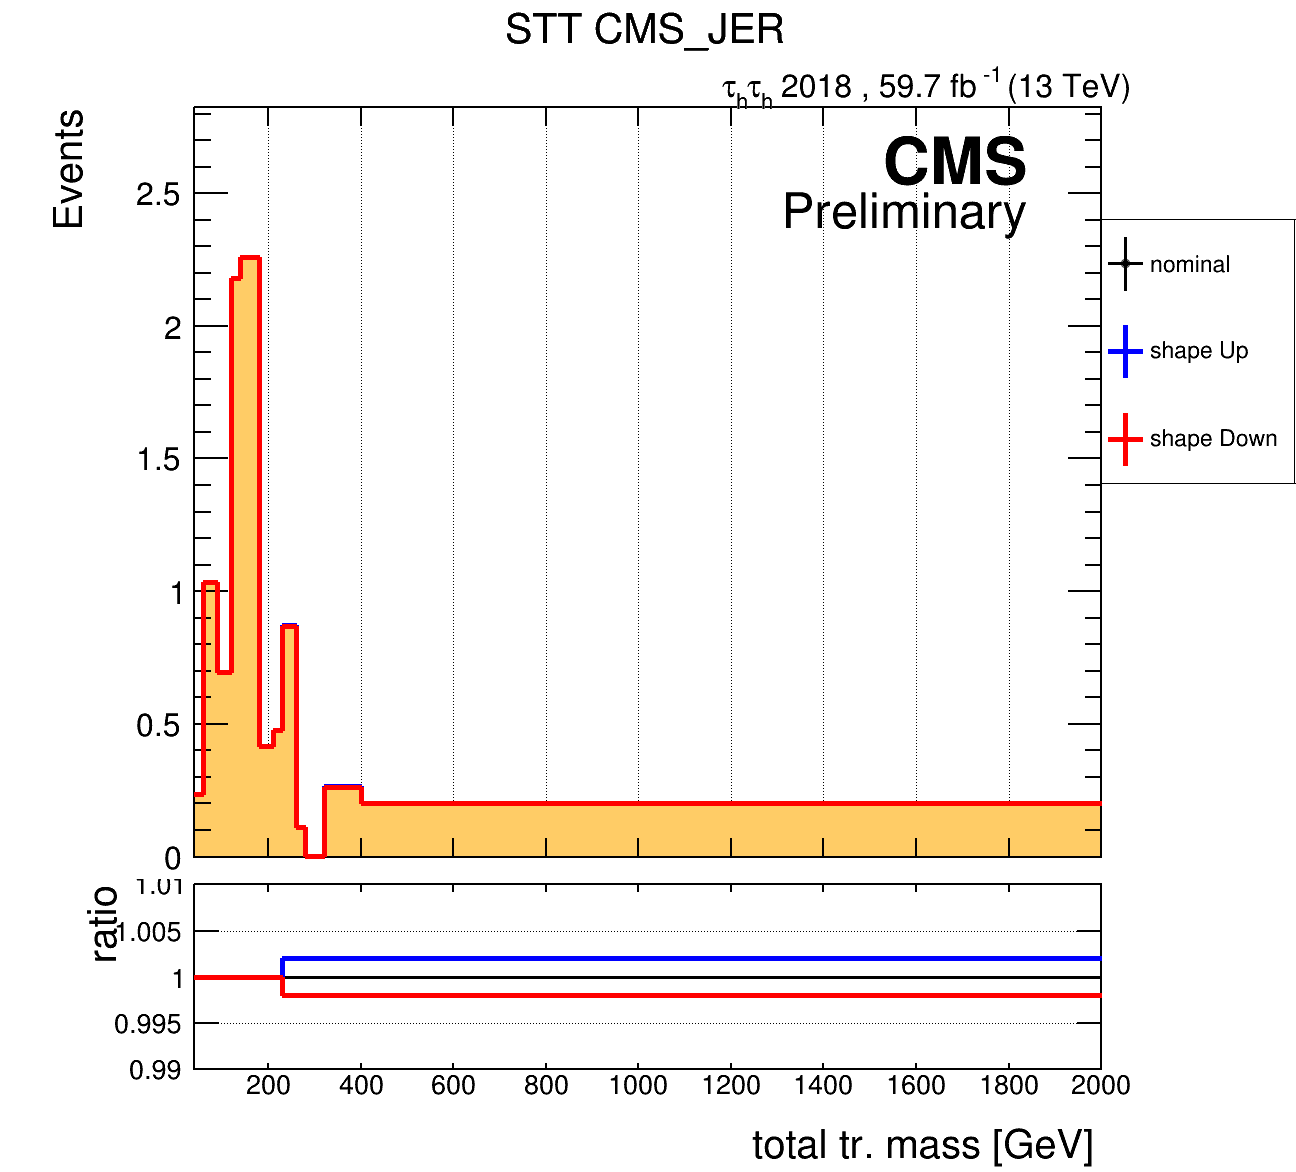 STT CMS_JER
τhτh 2018 , 59.7 fb -1 (13 TeV)
Events
CMS
Preliminary
2.5
2
1.5
1
0.5
0
nominal
shape Up
shape Down
ratio
1.01
1.005
1
0.995
0.99
200 400 600 800 1000 1200 1400 1600 1800 2000
total tr. mass [GeV]